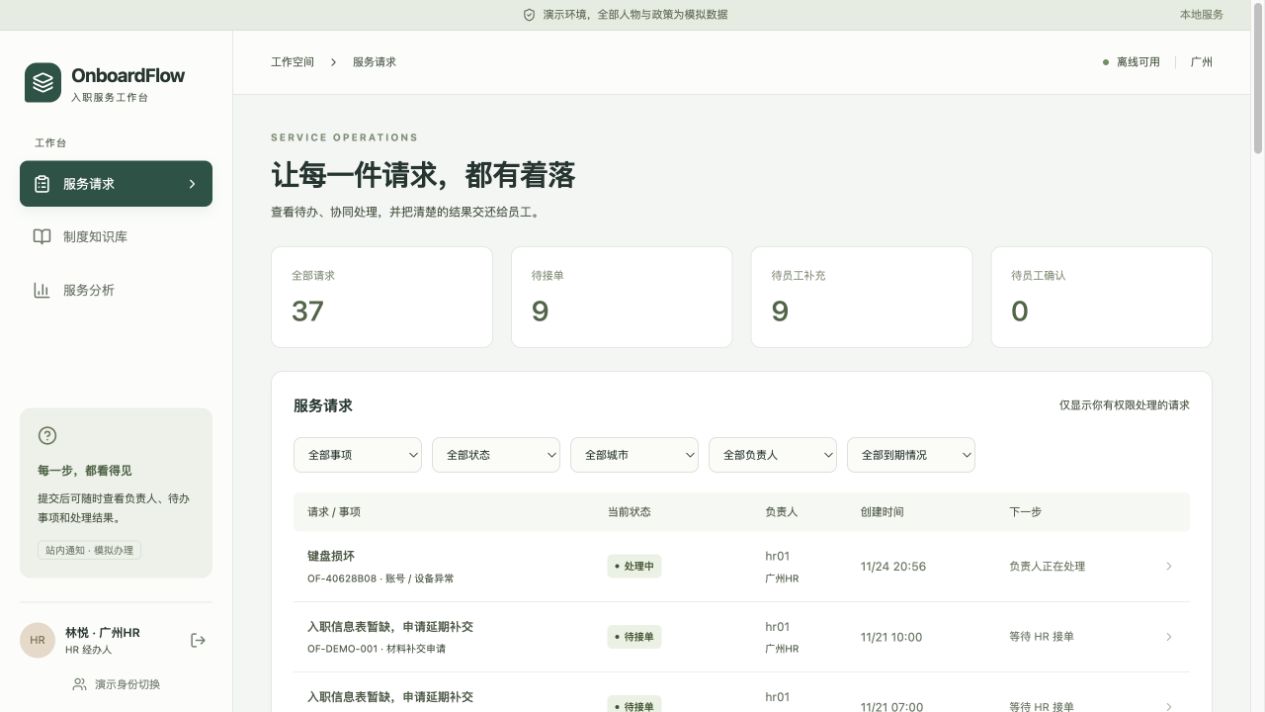 演示环境，全部人物与政策为模拟数据
本地服务
OnboardFlow
入职服务工作台
工作空间 > 服务请求
离线可用
广州
工作台
服务请求
制度知识库
服务分析
SERVICE OPERATIONS
让每一件请求，都有着落
查看待办、协同处理，并把清楚的结果交还给员工。
全部请求
37
待接单
9
待员工补充
9
待员工确认
0
服务请求
仅显示你有权限处理的请求
全部事项
全部状态
全部城市
全部负责人
全部到期情况
请求 / 事项
当前状态
负责人
创建时间
下一步
键盘损坏
OF-40628B08 · 账号 / 设备异常
处理中
hr01
广州HR
11/24 20:56
负责人正在处理
入职信息表暂缺，申请延期补交
OF-DEMO-001 · 材料补交申请
待接单
hr01
广州HR
11/21 10:00
等待 HR 接单
入职信息表暂缺，申请延期补交
待接单
hr01
11/21 07:00
等待 HR 接单
每一步，都看得见
提交后可随时查看负责人、待办
事项和处理结果。
站内通知 · 模拟办理
HR
林悦 · 广州HR
HR 经办人
演示身份切换